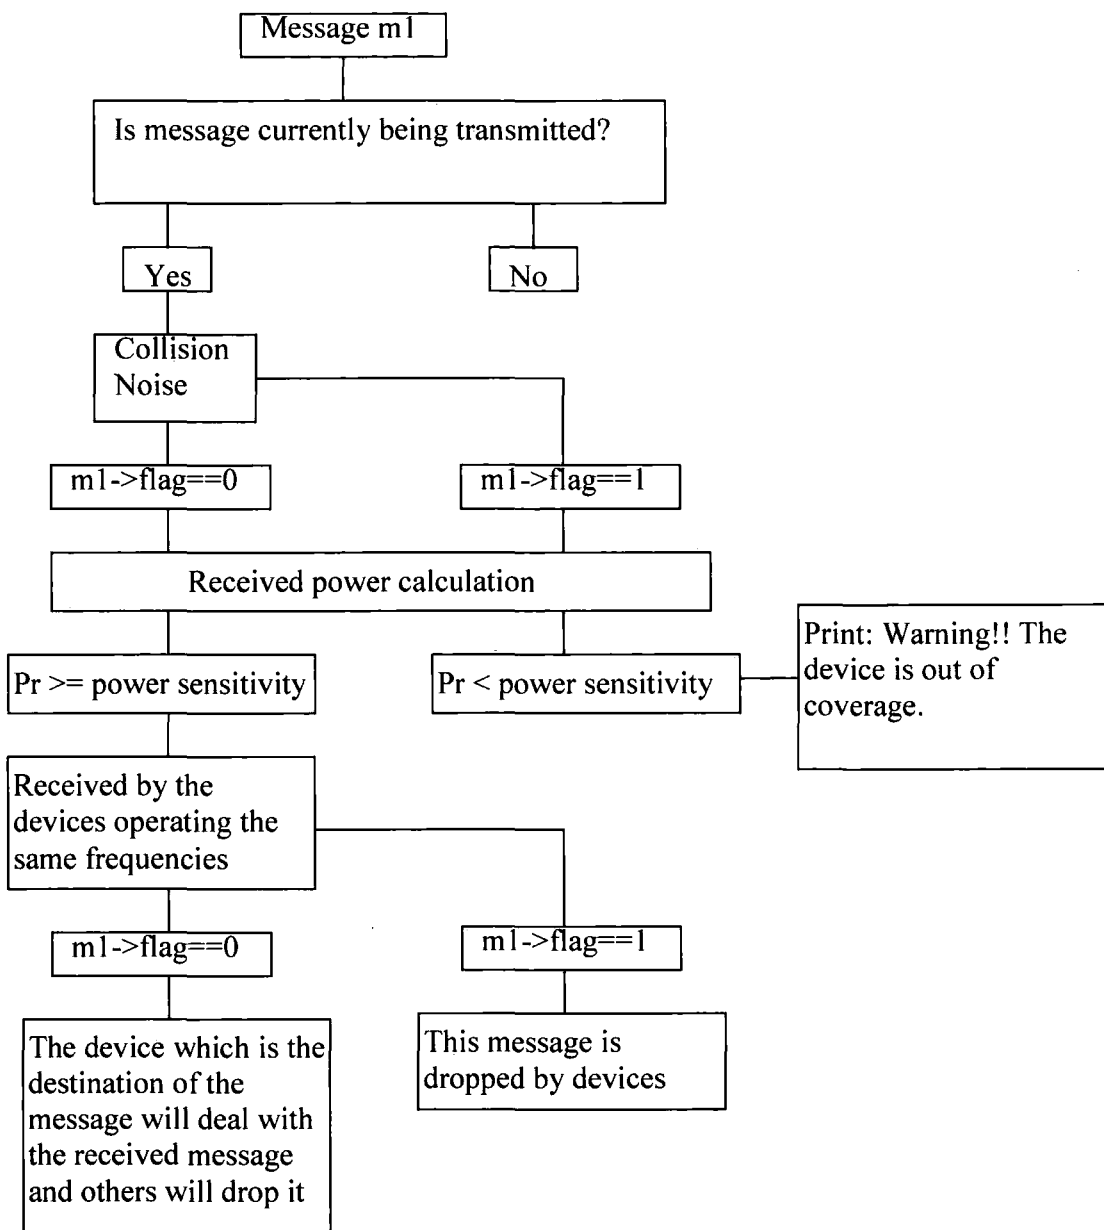 Message m1
Is message currently being transmitted?
Yes
No
Collision
Noise
m1->flag==0
m1->flag==1
Received power calculation
Pr >= power sensitivity
Pr < power sensitivity
Print: Warning!! The
device is out of
coverage.
Received by the
devices operating the
same frequencies
m1->flag==0
m1->flag==1
The device which is the
destination of the
message will deal with
the received message
and others will drop it
This message is
dropped by devices